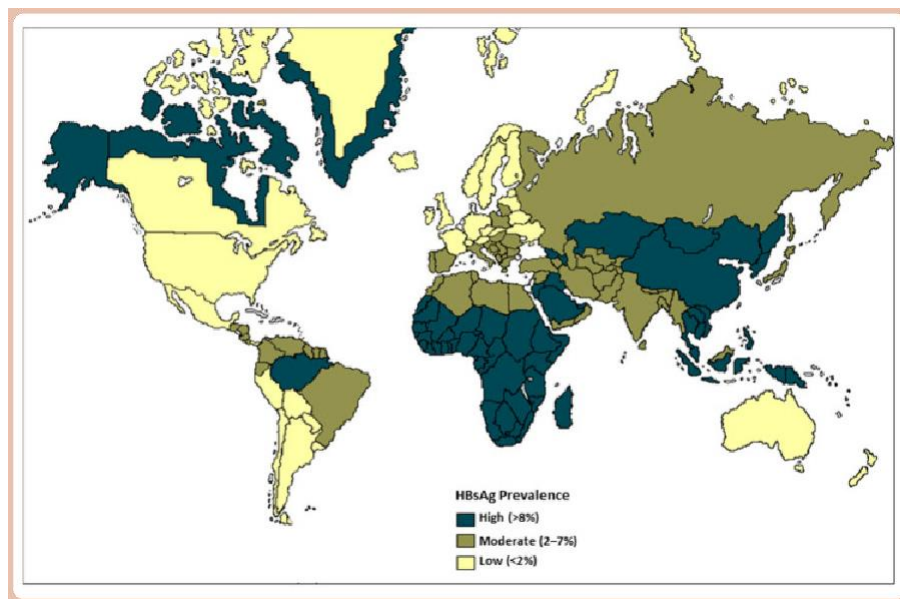 HBsAg Prevalence
High (>8%)
Moderate (2–7%)
Low (<2%)